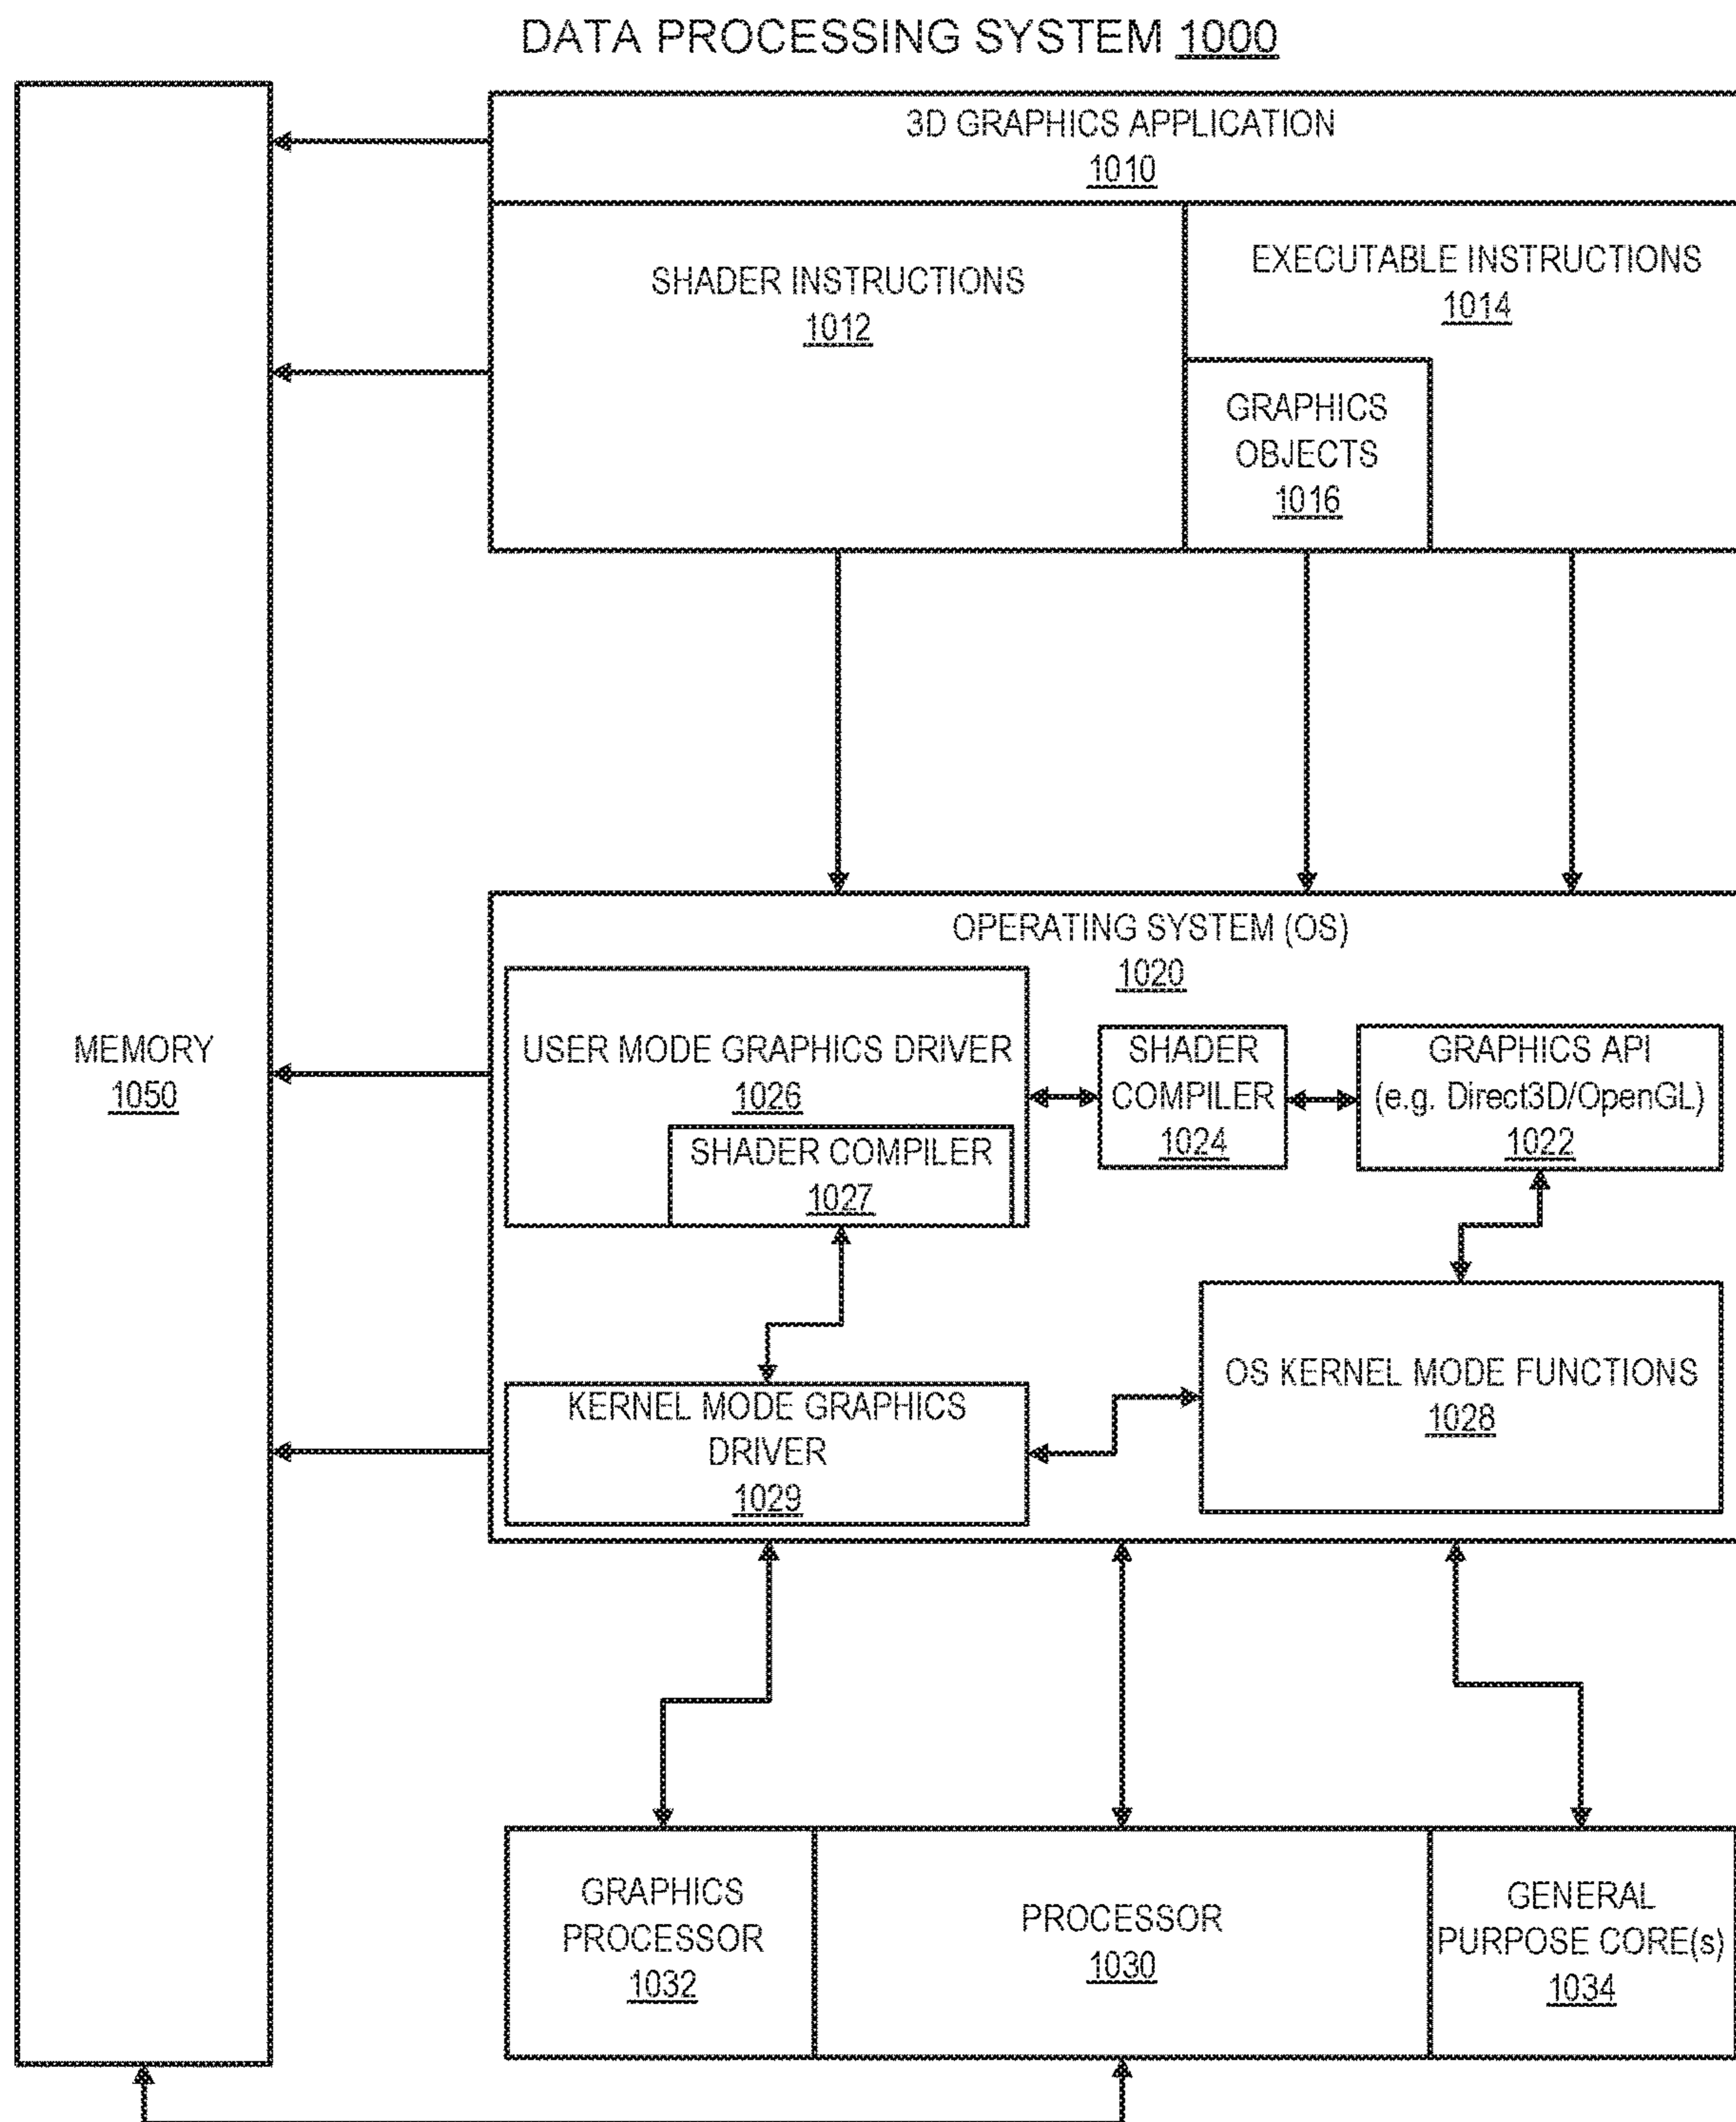 DATA PROCESSING SYSTEM 1000
3D GRAPHICS APPLICATION
1010
SHADER INSTRUCTIONS
1012
EXECUTABLE INSTRUCTIONS
1014
GRAPHICS
OBJECTS
1016
MEMORY
1050
OPERATING SYSTEM (OS)
1020
USER MODE GRAPHICS DRIVER
1026
SHADER COMPILER
1027
SHADER
COMPILER
1024
GRAPHICS API
(e.g. Direct3D/OpenGL)
1022
KERNEL MODE GRAPHICS
DRIVER
1029
OS KERNEL MODE FUNCTIONS
1028
GRAPHICS
PROCESSOR
1032
PROCESSOR
1030
GENERAL
PURPOSE CORE(s)
1034